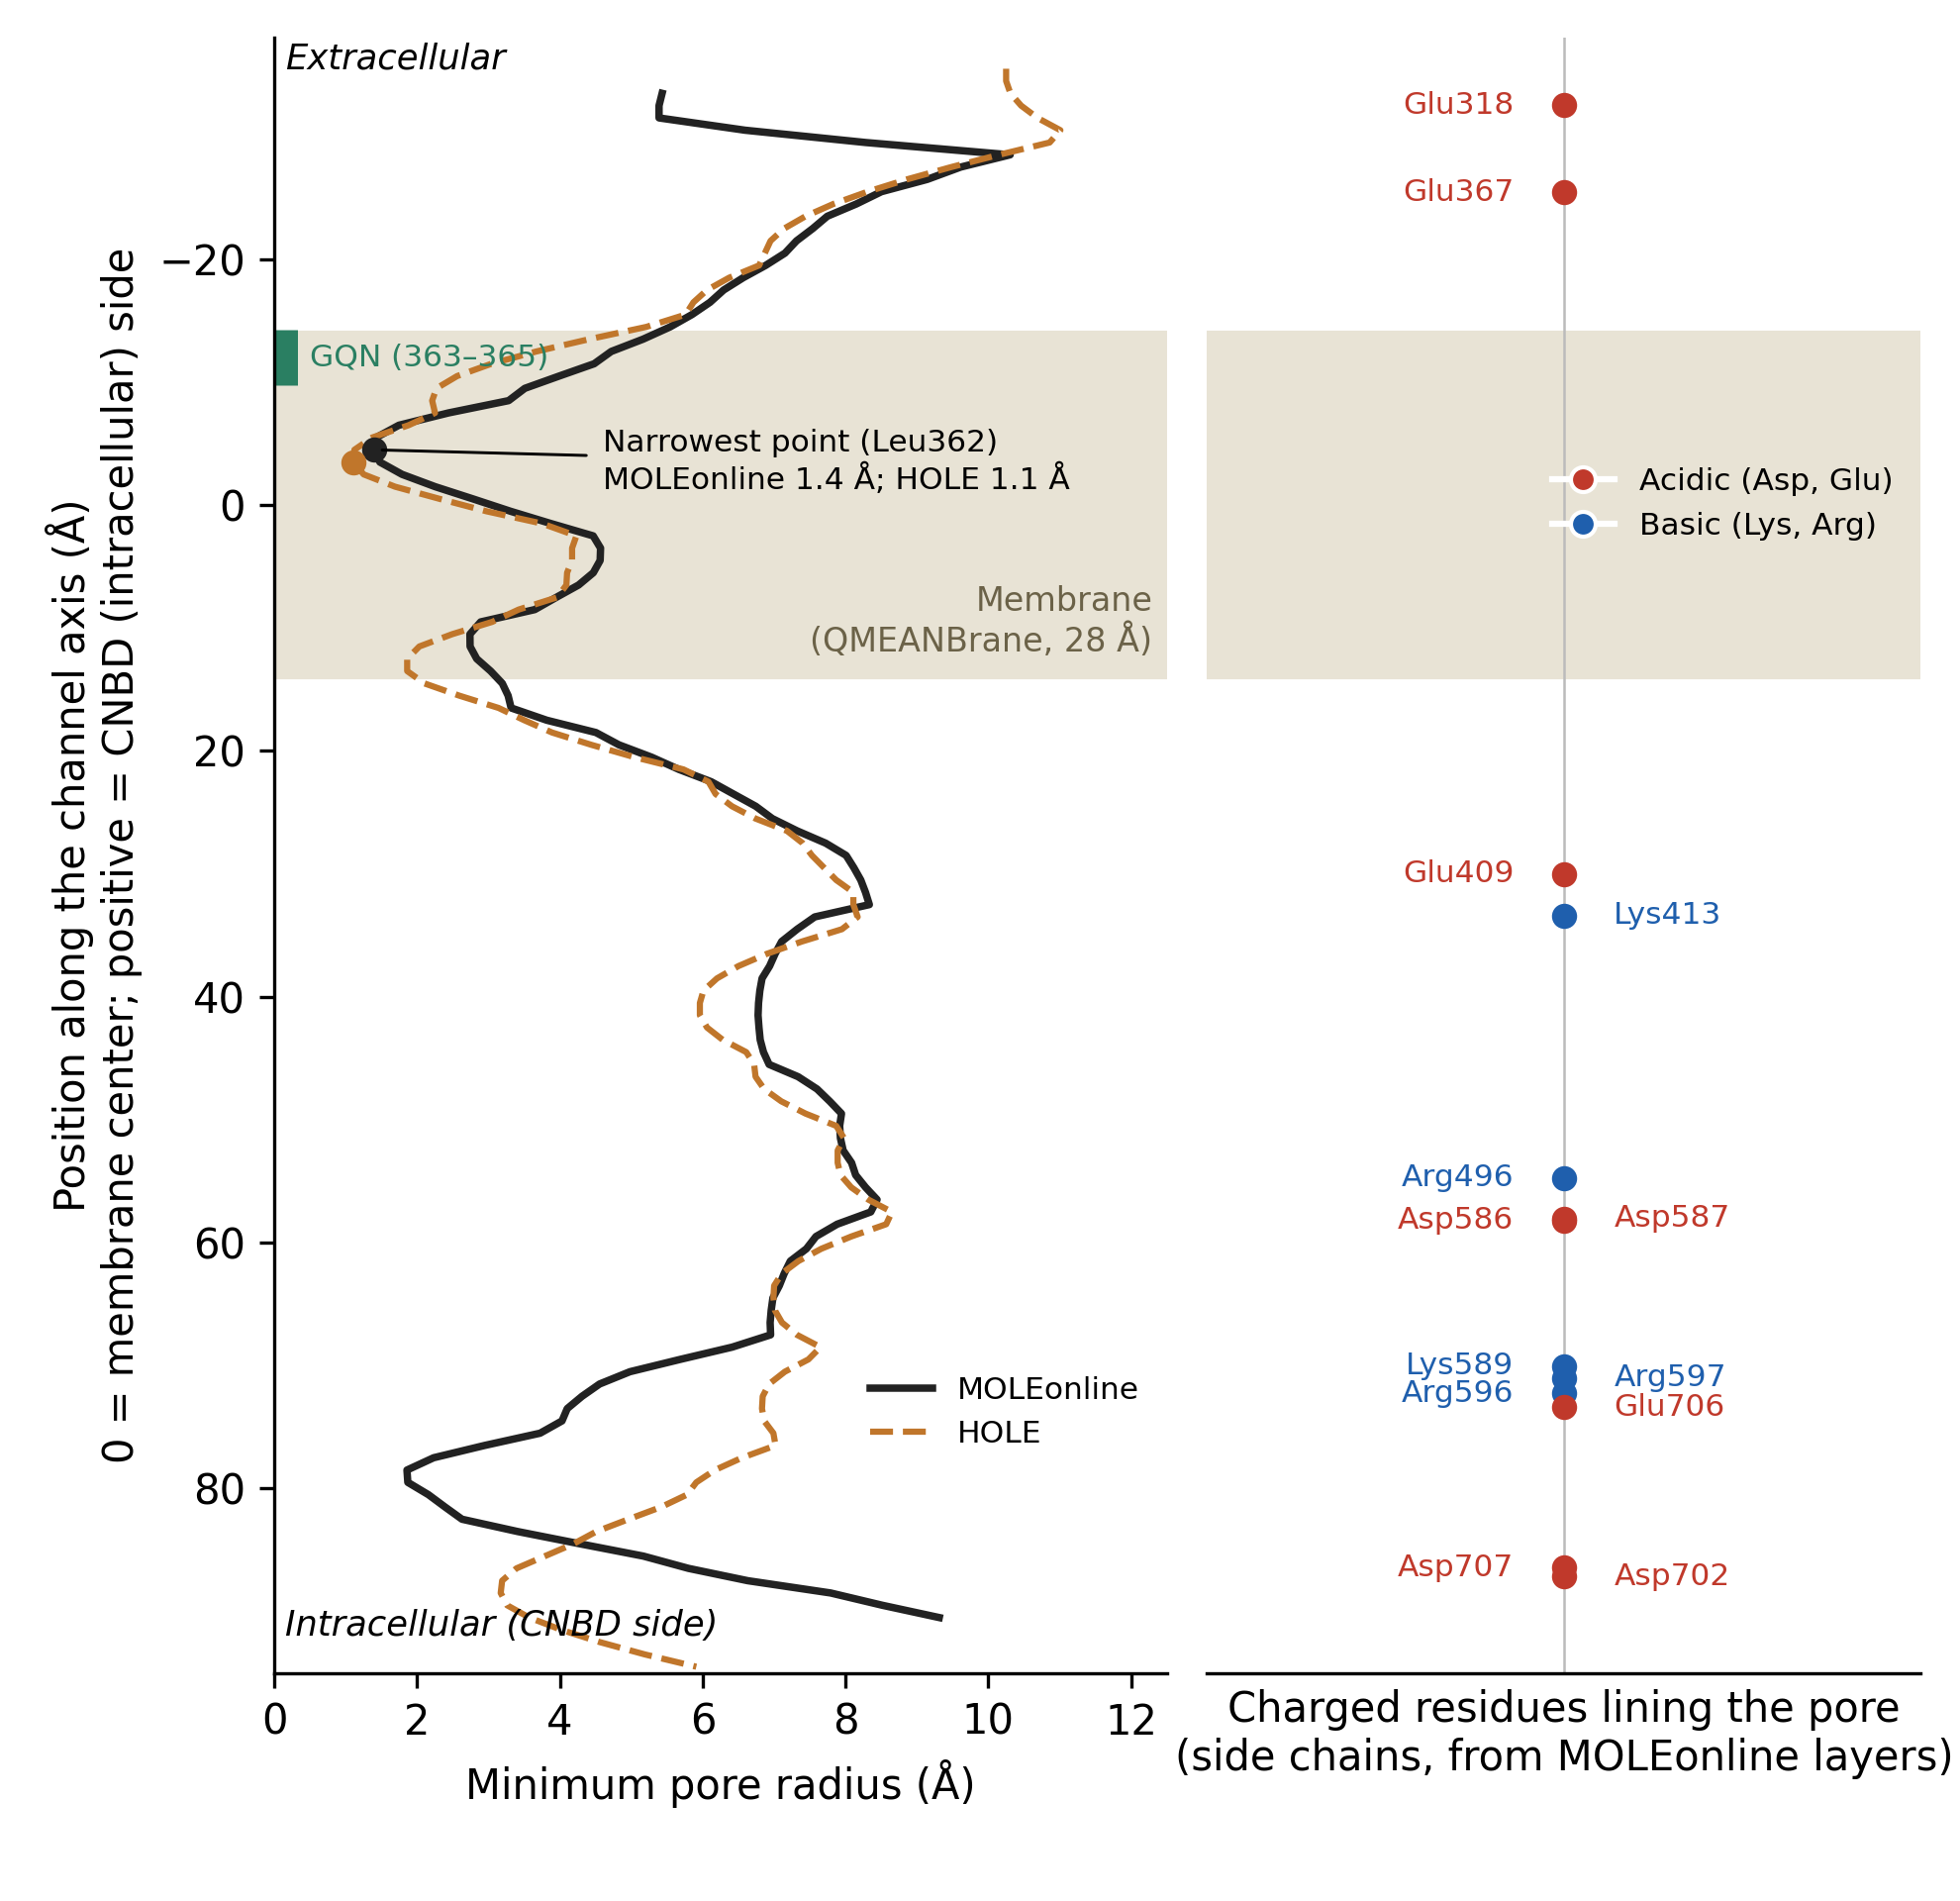 Extracellular
Position along the channel axis (Å)
0 = membrane center; positive = CNBD (intracellular) side
−20
0
20
40
60
80
GQN (363–365)
Narrowest point (Leu362)
MOLEonline 1.4 Å; HOLE 1.1 Å
Membrane
(QMEANBrane, 28 Å)
MOLEonline
HOLE
Intracellular (CNBD side)
0 2 4 6 8 10 12
Minimum pore radius (Å)
Glu318
Glu367
Acidic (Asp, Glu)
Basic (Lys, Arg)
Glu409
Lys413
Arg496
Asp586
Asp587
Lys589
Arg597
Arg596
Glu706
Asp707
Asp702
Charged residues lining the pore
(side chains, from MOLEonline layers)